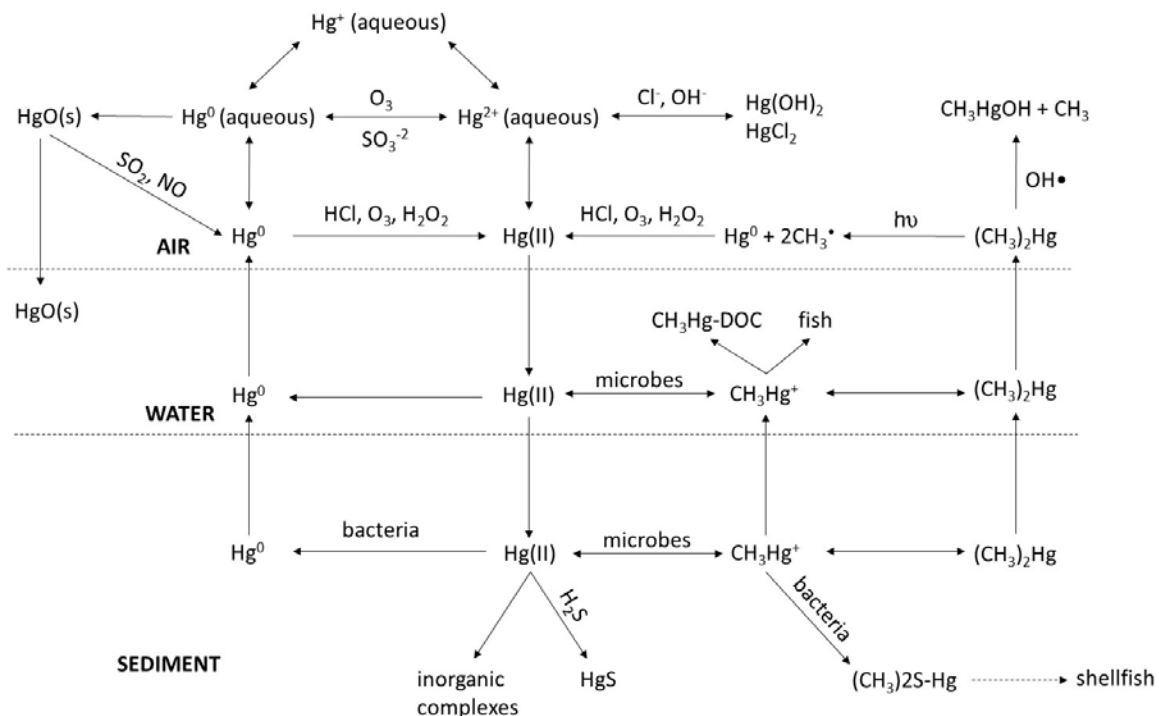 Hg⁺ (aqueous)
HgO(s) Hg⁰ (aqueous) O₃ Hg²⁺ (aqueous) Cl⁻, OH⁻ Hg(OH)₂ CH₃HgOH + CH₃
SO₃⁻² HgCl₂
SO₂, NO OH•
HCl, O₃, H₂O₂ HCl, O₃, H₂O₂ hυ
AIR Hg⁰ Hg(II) Hg⁰ + 2CH₃• (CH₃)₂Hg
HgO(s) CH₃Hg-DOC fish
microbes
WATER Hg⁰ Hg(II) CH₃Hg⁺ (CH₃)₂Hg
bacteria microbes
Hg⁰ Hg(II) CH₃Hg⁺ (CH₃)₂Hg
H₂S bacteria
SEDIMENT inorganic HgS (CH₃)2S-Hg shellfish
complexes